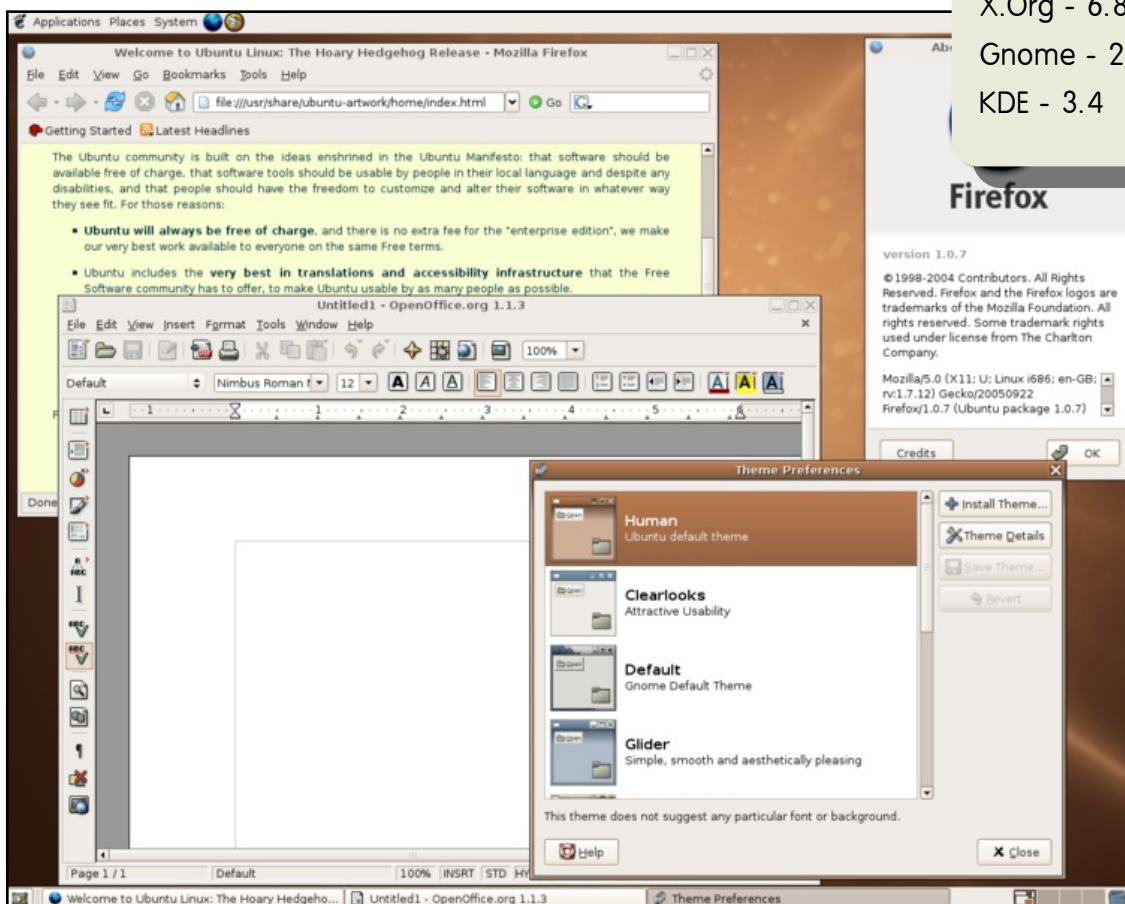 X.Org - 6.8
Gnome - 2
KDE - 3.4
Applications Places System
Welcome to Ubuntu Linux: The Hoary Hedgehog Release - Mozilla Firefox
File Edit View Go Bookmarks Tools Help
file:///usr/share/ubuntu-artwork/home/index.html Go
Getting Started Latest Headlines
The Ubuntu community is built on the ideas enshrined in the Ubuntu Manifesto: that software should be
available free of charge, that software tools should be usable by people in their local language and despite any
disabilities, and that people should have the freedom to customize and alter their software in whatever way
they see fit. For those reasons:
Ubuntu will always be free of charge, and there is no extra fee for the "enterprise edition", we make
our very best work available to everyone on the same Free terms.
Ubuntu includes the very best in translations and accessibility infrastructure that the Free
Software community has to offer, to make Ubuntu usable by as many people as possible.
Done
Firefox
version 1.0.7
©1998-2004 Contributors. All Rights
Reserved. Firefox and the Firefox logos are
trademarks of the Mozilla Foundation. All
rights reserved. Some trademark rights
used under license from The Charlton
Company.
Mozilla/5.0 (X11; U; Linux i686; en-GB;
rv:1.7.12) Gecko/20050922
Firefox/1.0.7 (Ubuntu package 1.0.7)
Credits OK
Untitled1 - OpenOffice.org 1.1.3
File Edit View Insert Format Tools Window Help
100%
Default Nimbus Roman 12 A A A A A A
1 1 2 3 4 5 6
Page 1 / 1 Default 100% INSRT STD HY
Theme Preferences
Human
Ubuntu default theme
Clearlooks
Attractive Usability
Default
Gnome Default Theme
Glider
Simple, smooth and aesthetically pleasing
Install Theme...
Theme Details
Save Theme...
Revert
This theme does not suggest any particular font or background.
Help Close
Welcome to Ubuntu Linux: The Hoary Hedgeho... Untitled1 - OpenOffice.org 1.1.3 Theme Preferences